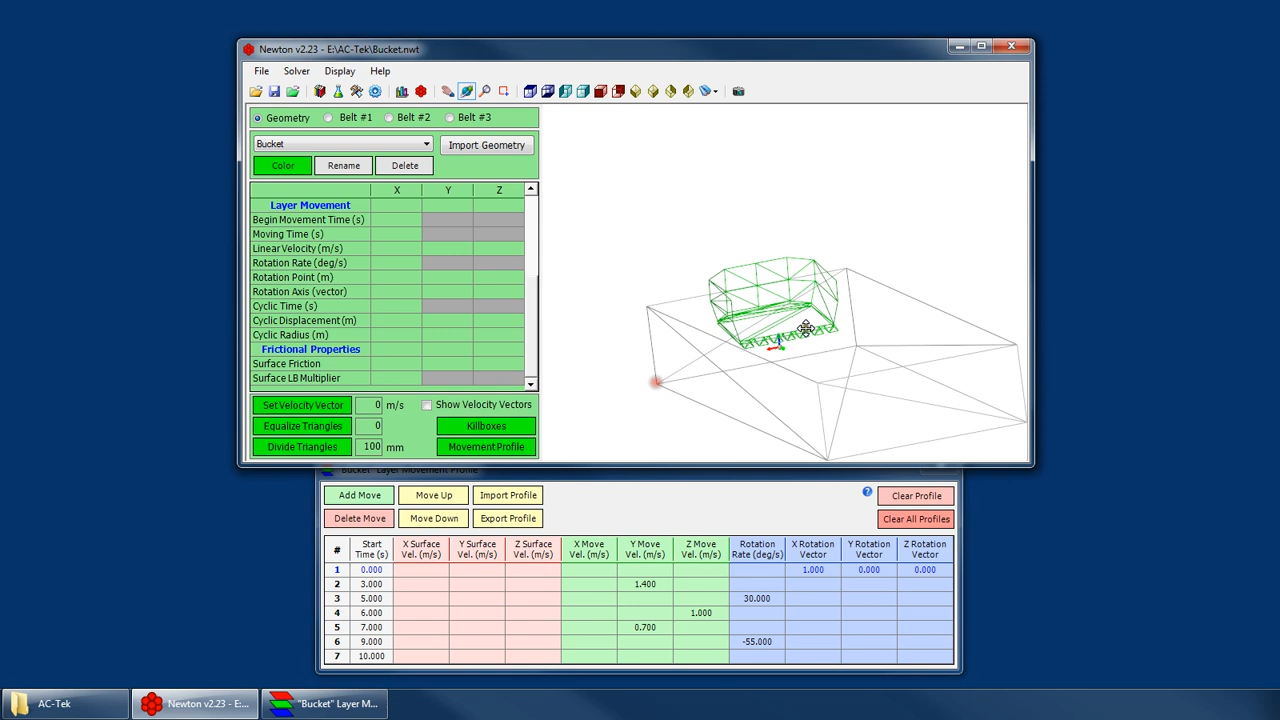 Newton v2.23 - E:\AC-Tek\Bucket.nwt
File Solver Display Help
Geometry Belt #1 Belt #2 Belt #3
Bucket Import Geometry
Color Rename Delete
X Y Z
Layer Movement
Begin Movement Time (s)
Moving Time (s)
Linear Velocity (m/s)
Rotation Rate (deg/s)
Rotation Point (m)
Rotation Axis (vector)
Cyclic Time (s)
Cyclic Displacement (m)
Cyclic Radius (m)
Frictional Properties
Surface Friction
Surface LB Multiplier
Set Velocity Vector 0 m/s Show Velocity Vectors
Equalize Triangles 0 Killboxes
Divide Triangles 100 mm Movement Profile
"Bucket" Layer Movement Profile
Add Move Move Up Import Profile ? Clear Profile
Delete Move Move Down Export Profile Clear All Profiles
# Start Time (s) X Surface Vel. (m/s) Y Surface Vel. (m/s) Z Surface Vel. (m/s) X Move Vel. (m/s) Y Move Vel. (m/s) Z Move Vel. (m/s) Rotation Rate (deg/s) X Rotation Vector Y Rotation Vector Z Rotation Vector
1 0.000 1.000 0.000 0.000
2 3.000 1.400
3 5.000 30.000
4 6.000 1.000
5 7.000 0.700
6 9.000 -55.000
7 10.000
AC-Tek Newton v2.23 - E:... "Bucket" Layer M...